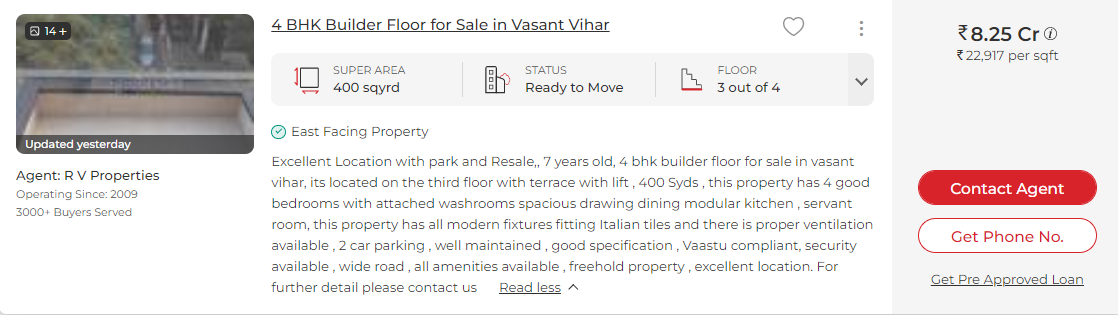 14 +
Updated yesterday
Agent: R V Properties
Operating Since: 2009
3000+ Buyers Served
4 BHK Builder Floor for Sale in Vasant Vihar
SUPER AREA
400 sqyrd
STATUS
Ready to Move
FLOOR
3 out of 4
East Facing Property
Excellent Location with park and Resale,, 7 years old, 4 bhk builder floor for sale in vasant
vihar, its located on the third floor with terrace with lift , 400 Syds , this property has 4 good
bedrooms with attached washrooms spacious drawing dining modular kitchen , servant
room, this property has all modern fixtures fitting Italian tiles and there is proper ventilation
available , 2 car parking , well maintained , good specification , Vaastu compliant, security
available , wide road , all amenities available , freehold property , excellent location. For
further detail please contact us Read less
₹8.25 Cr
₹22,917 per sqft
Contact Agent
Get Phone No.
Get Pre Approved Loan